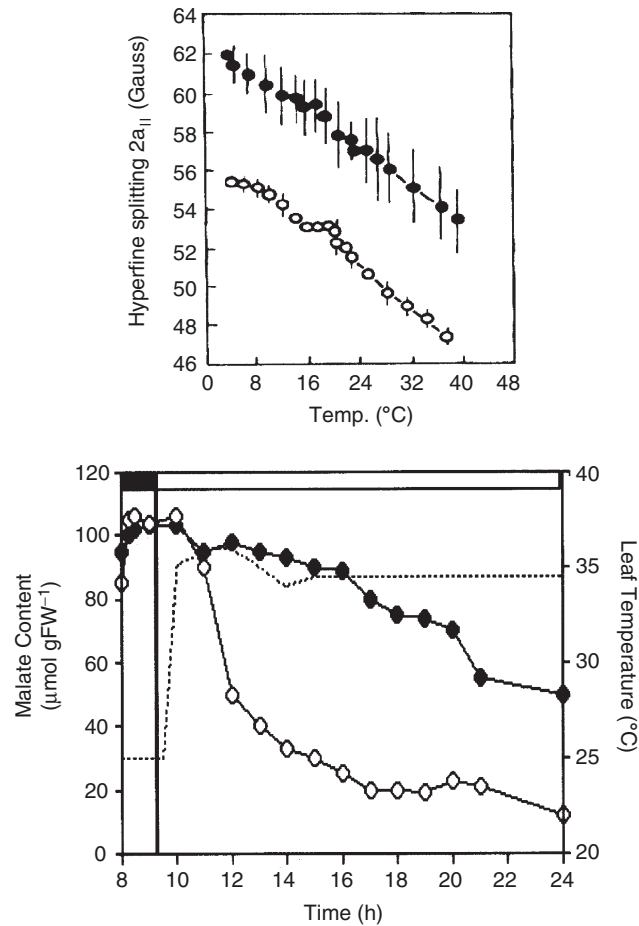 64
62
60
58
56
54
52
50
48
46
Hyperfine splitting 2a|| (Gauss)
0 8 16 24 32 40 48
Temp. (°C)
120
100
80
60
40
20
0
Malate Content
(μmol gFW⁻¹)
40
35
30
25
20
Leaf Temperature
(°C)
8 10 12 14 16 18 20 22 24
Time (h)